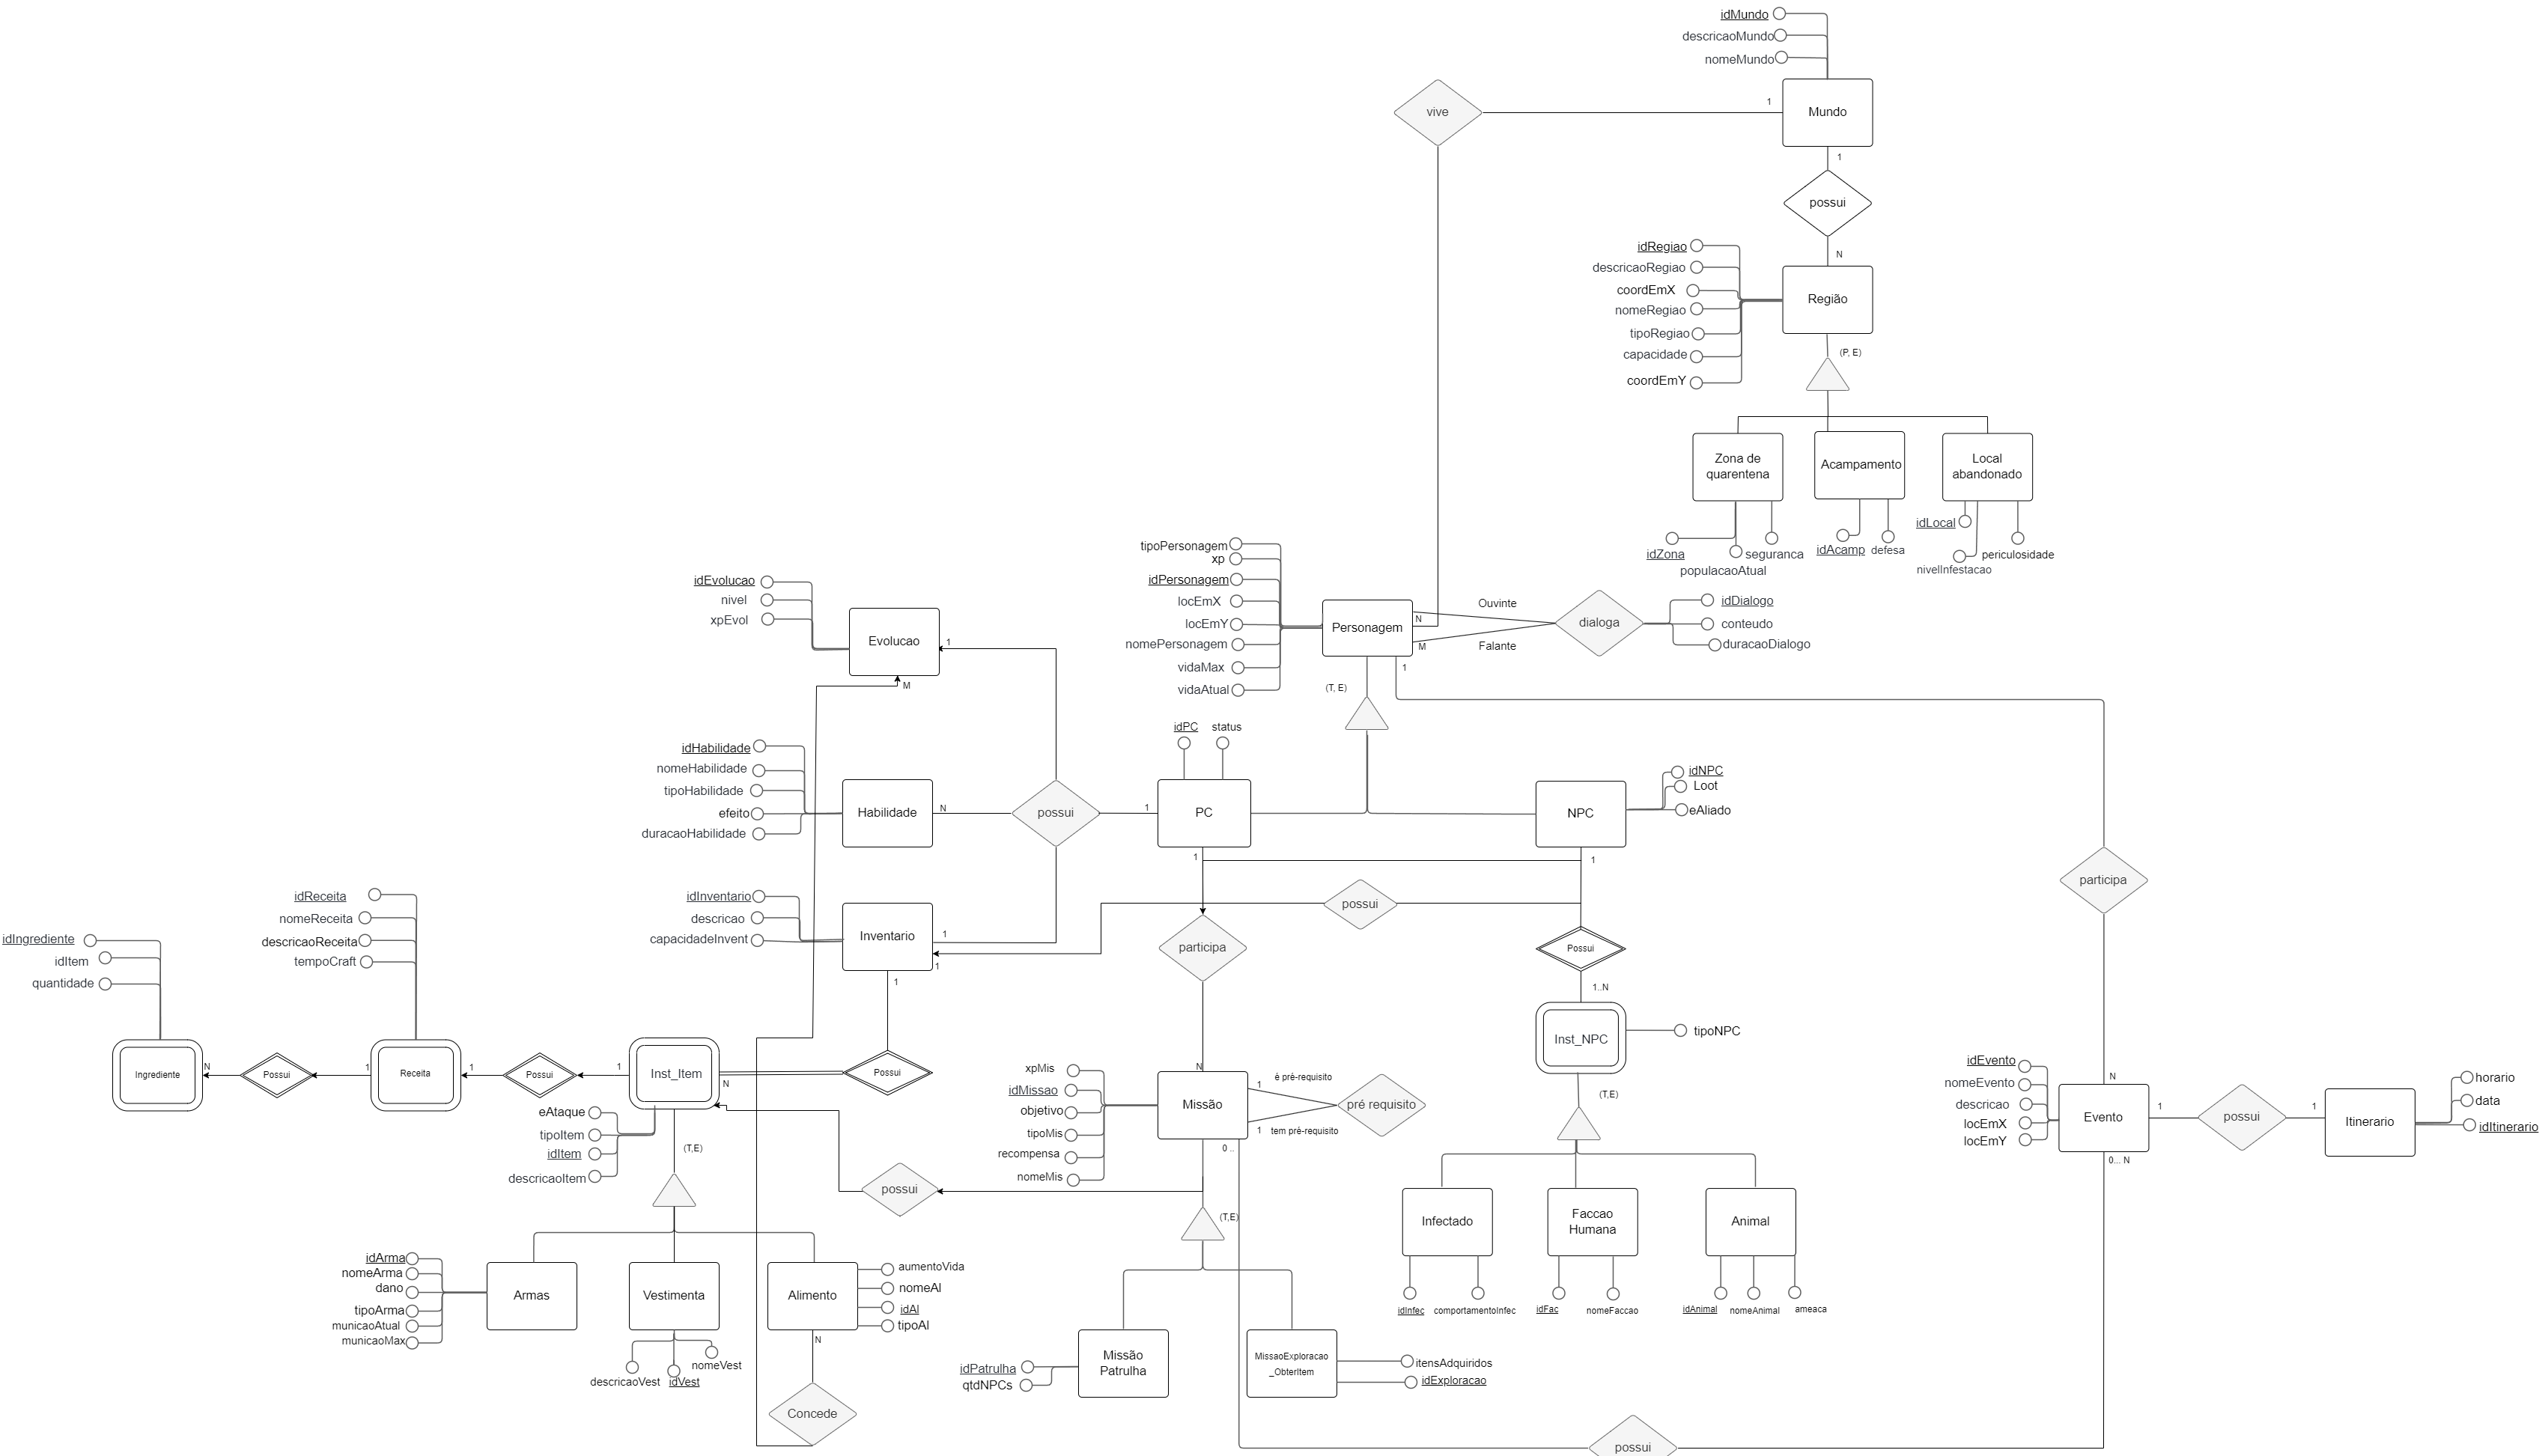 idMundo
descricaoMundo
nomeMundo
vive
1
Mundo
1
possui
N
idRegiao
descricaoRegiao
coordEmX
nomeRegiao
tipoRegiao
capacidade
coordEmY
Região
(P, E)
Zona de
quarentena
Acampamento
Local
abandonado
idZona
populacaoAtual
seguranca
idAcamp
defesa
idLocal
nivelInfestacao
periculosidade
tipoPersonagem
xp
idPersonagem
locEmX
locEmY
nomePersonagem
vidaMax
vidaAtual
Personagem
N
M
1
Ouvinte
Falante
dialoga
idDialogo
conteudo
duracaoDialogo
(T, E)
idEvolucao
nivel
xpEvol
Evolucao
1
M
idPC
status
idHabilidade
nomeHabilidade
tipoHabilidade
efeito
duracaoHabilidade
Habilidade
N
possui
1
PC
1
NPC
1
idNPC
Loot
eAliado
participa
idInventario
descricao
capacidadeInvent
Inventario
1
1
1
possui
participa
Possui
1..N
idReceita
nomeReceita
descricaoReceita
tempoCraft
idIngrediente
idItem
quantidade
Ingrediente
N
Possui
1
Receita
1
Possui
1
Inst_Item
N
Possui
eAtaque
tipoItem
idItem
descricaoItem
(T,E)
possui
xpMis
idMissao
objetivo
tipoMis
recompensa
nomeMis
N
Missão
1
é pré-requisito
1
tem pré-requisito
pré requisito
0 ..
(T,E)
Inst_NPC
tipoNPC
(T,E)
Infectado
Faccao
Humana
Animal
idInfec
comportamentoInfec
idFac
nomeFaccao
idAnimal
nomeAnimal
ameaca
idEvento
nomeEvento
descricao
locEmX
locEmY
N
Evento
0... N
1
possui
1
Itinerario
horario
data
idItinerario
idArma
nomeArma
dano
tipoArma
municaoAtual
municaoMax
Armas
Vestimenta
descricaoVest
idVest
nomeVest
Alimento
aumentoVida
nomeAl
idAl
tipoAl
N
Concede
idPatrulha
qtdNPCs
Missão
Patrulha
MissaoExploracao
_ObterItem
itensAdquiridos
idExploracao
possui